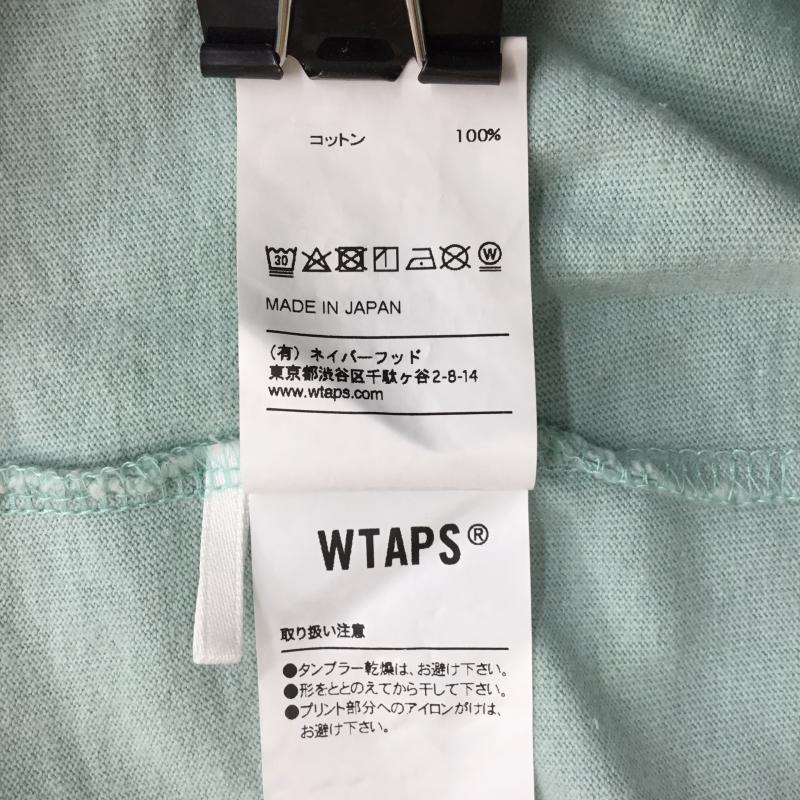 コットン 100%
30 W
MADE IN JAPAN
（有）ネイバーフッド
東京都渋谷区千駄ヶ谷2-8-14
www.wtaps.com
WTAPS®
取り扱い注意
●タンブラー乾燥は、お避け下さい。
●形をととのえてから干して下さい。
●プリント部分へのアイロンがけは、
お避け下さい。